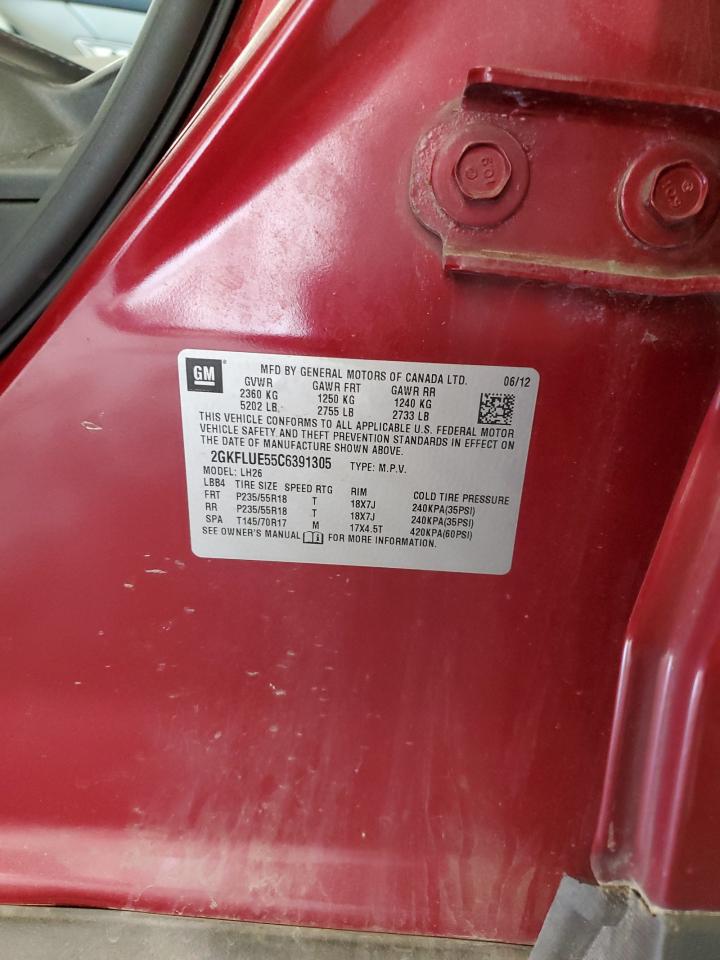 601
109
GM
MFD BY GENERAL MOTORS OF CANADA LTD. 06/12
GVWR GAWR FRT GAWR RR
2360 KG 1250 KG 1240 KG
5202 LB 2755 LB 2733 LB
THIS VEHICLE CONFORMS TO ALL APPLICABLE U.S. FEDERAL MOTOR
VEHICLE SAFETY AND THEFT PREVENTION STANDARDS IN EFFECT ON
THE DATE OF MANUFACTURE SHOWN ABOVE.
2GKFLUE55C6391305 TYPE: M.P.V.
MODEL: LH26
LBB4 TIRE SIZE SPEED RTG RIM COLD TIRE PRESSURE
FRT P235/55R18 T 18X7J 240KPA(35PSI)
RR P235/55R18 T 18X7J 240KPA(35PSI)
SPA T145/70R17 M 17X4.5T 420KPA(60PSI)
SEE OWNER'S MANUAL FOR MORE INFORMATION.